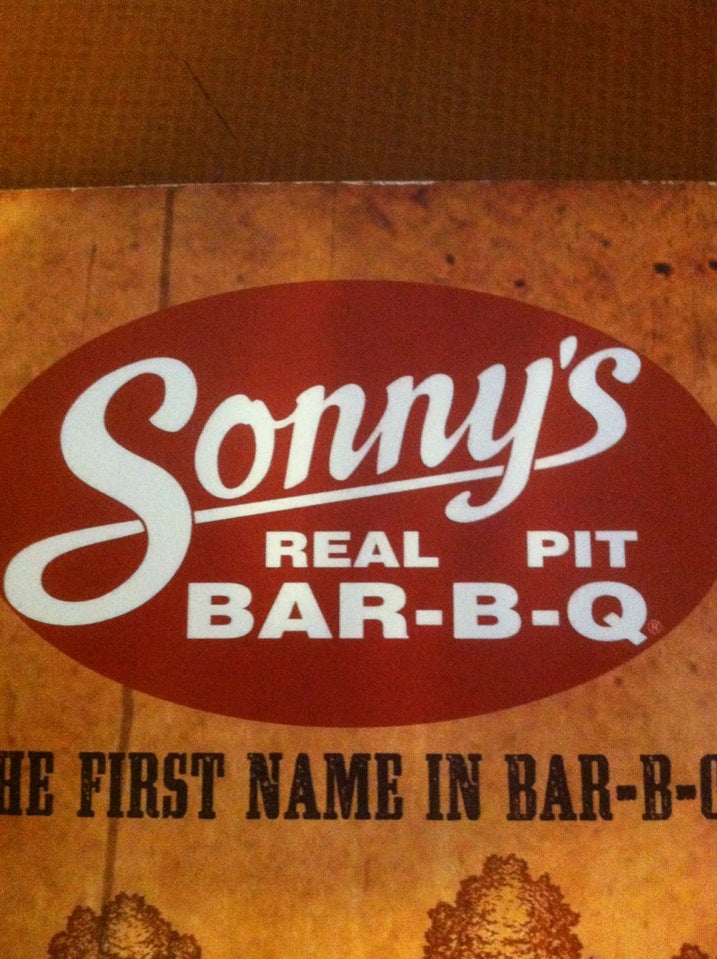 Sonny's
REAL PIT
BAR-B-Q®
HE FIRST NAME IN BAR-B-